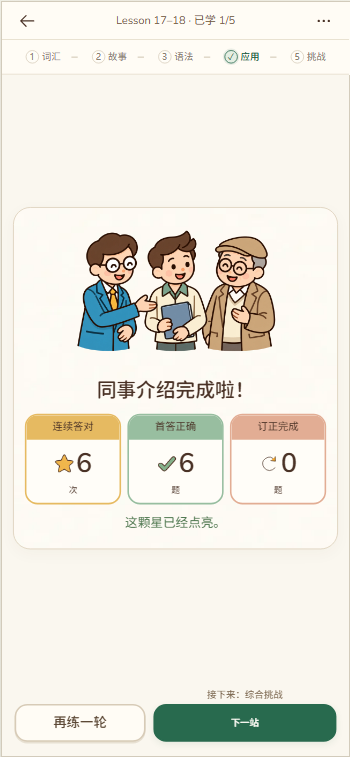 Lesson 17–18 · 已学 1/5
1 词汇 – 2 故事 – 3 语法 – ✓ 应用 – 5 挑战
同事介绍完成啦！
连续答对 首答正确 订正完成
6 6 0
次 题 题
这颗星已经点亮。
接下来：综合挑战
再练一轮 下一站